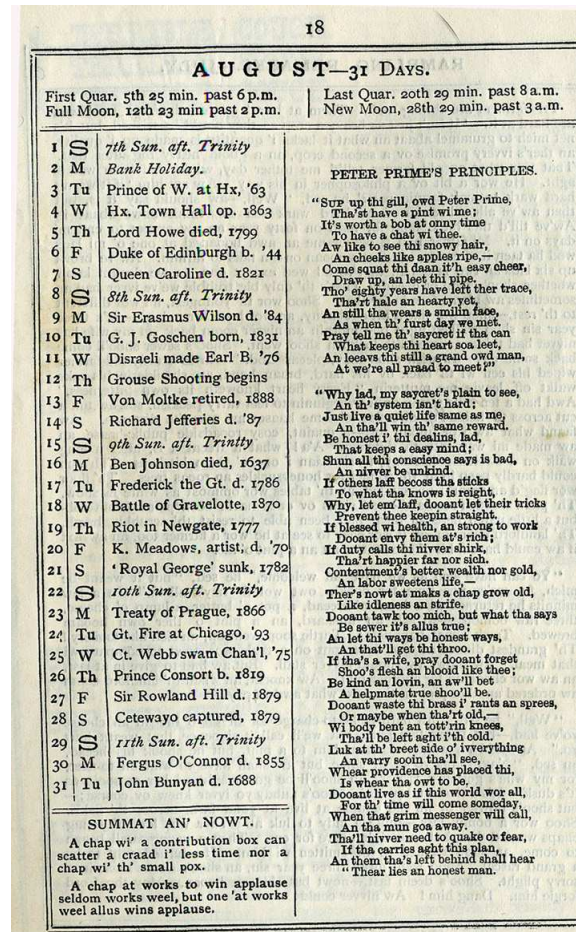 18
AUGUST—31 DAYS.
First Quar. 5th 25 min. past 6 p.m.
Full Moon, 12th 23 min past 2 p.m.
Last Quar. 20th 29 min. past 8 a.m.
New Moon, 28th 29 min. past 3 a.m.
1 S 7th Sun. aft. Trinity
2 M Bank Holiday.
3 Tu Prince of W. at Hx, '63
4 W Hx. Town Hall op. 1863
5 Th Lord Howe died, 1799
6 F Duke of Edinburgh b. '44
7 S Queen Caroline d. 1821
8 S 8th Sun. aft. Trinity
9 M Sir Erasmus Wilson d. '84
10 Tu G. J. Goschen born, 1831
11 W Disraeli made Earl B, '76
12 Th Grouse Shooting begins
13 F Von Moltke retired, 1888
14 S Richard Jefferies d. '87
15 S 9th Sun. aft. Trintty
16 M Ben Johnson died, 1637
17 Tu Frederick the Gt. d. 1786
18 W Battle of Gravelotte, 1870
19 Th Riot in Newgate, 1777
20 F K. Meadows, artist, d. '70
21 S 'Royal George' sunk, 1782
22 S 10th Sun. aft. Trinity
23 M Treaty of Prague, 1866
24 Tu Gt. Fire at Chicago, '93
25 W Ct. Webb swam Chan'l, '75
26 Th Prince Consort b. 1819
27 F Sir Rowland Hill d. 1879
28 S Cetewayo captured, 1879
29 S 11th Sun. aft. Trinity
30 M Fergus O'Connor d. 1855
31 Tu John Bunyan d. 1688
SUMMAT AN' NOWT.
A chap wi' a contribution box can
scatter a craad i' less time nor a
chap wi' th' small pox.
A chap at works to win applause
seldom works weel, but one 'at works
weel allus wins applause.
PETER PRIME'S PRINCIPLES.
"SUP up thi gill, owd Peter Prime,
Tha'st have a pint wi me;
It's worth a bob at onny time
To have a chat wi thee.
Aw like to see thi snowy hair,
An cheeks like apples ripe,—
Come squat thi daan it'h easy cheer,
Draw up, an leet thi pipe.
Tho' eighty years have left ther trace,
Tha'rt hale an hearty yet,
An still tha wears a smilin face,
As when th' furst day we met.
Pray tell me th' saycret if tha can
What keeps thi heart soa leet,
An leeavs thi still a grand owd man,
At we're all praad to meet?"
"Why lad, my saycret's plain to see,
An th' system isn't hard;
Just live a quiet life same as me,
An tha'll win th' same reward.
Be honest i' thi dealins, lad,
That keeps a easy mind;
Shun all thi conscience says is bad,
An nivver be unkind.
If others laff becoss tha sticks
To what tha knows is reight,
Why, let em' laff, dooant let their tricks
Prevent thee keepin straight.
If blessed wi health, an strong to work
Dooant envy them at's rich;
If duty calls thi nivver shirk,
Tha'rt happier far nor sich.
Contentment's better wealth nor gold,
An labor sweetens life,—
Ther's nowt at maks a chap grow old,
Like idleness an strife.
Dooant tawk too mich, but what tha says
Be sewer it's allus true;
An let thi ways be honest ways,
An that'll get thi throo.
If tha's a wife, pray dooant forget
Shoo's flesh an blooid like thee;
Be kind an lovin, an aw'll bet
A helpmate true shoo'll be.
Dooant waste thi brass i' rants an sprees,
Or maybe when tha'rt old,—
Wi body bent an tott'rin knees,
Tha'll be left aght i'th cold.
Luk at th' breet side o' ivverything
An varry sooin tha'll see,
Whear providence has placed thi,
Is whear tha owt to be.
Dooant live as if this world wor all,
For th' time will come someday,
When that grim messenger will call,
An tha mun goa away.
Tha'll nivver need to quake or fear,
If tha carries aght this plan,
An them tha's left behind shall hear
"Thear lies an honest man.